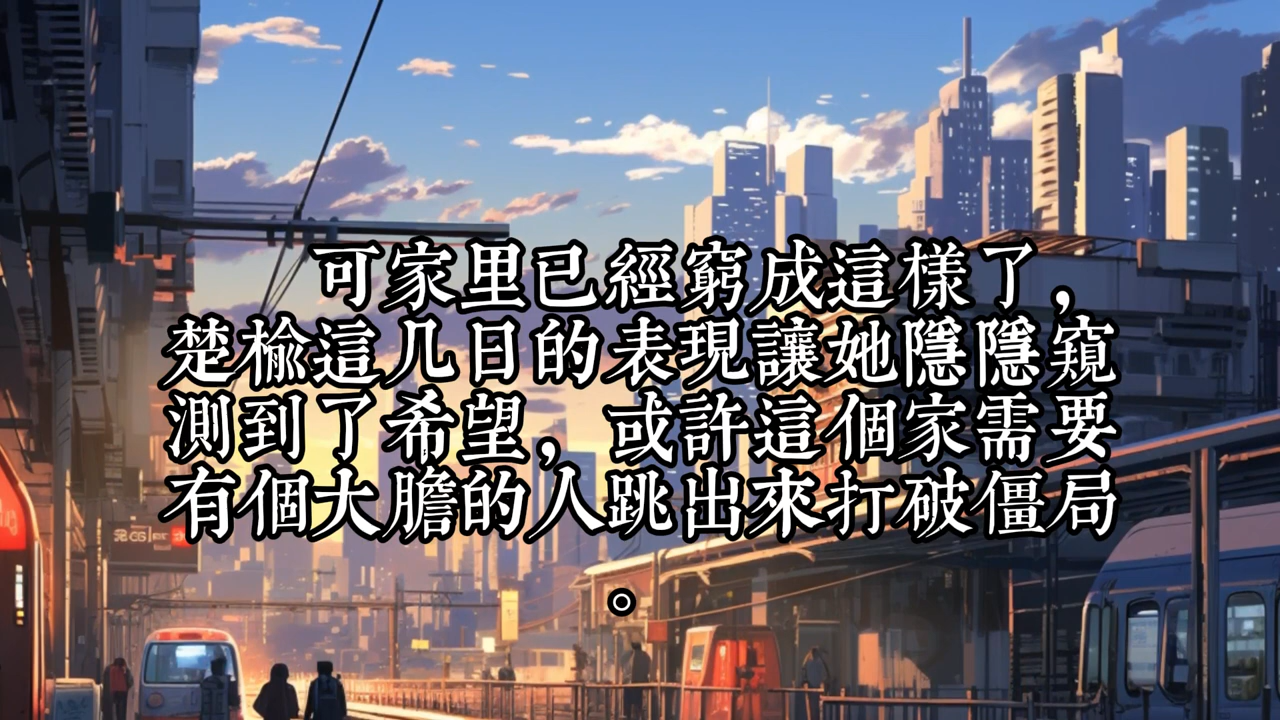 可家里已經窮成這樣了，
楚榆這几日的表現讓她隱隱窺
測到了希望，或許這個家需要
有個大膽的人跳出來打破僵局
。